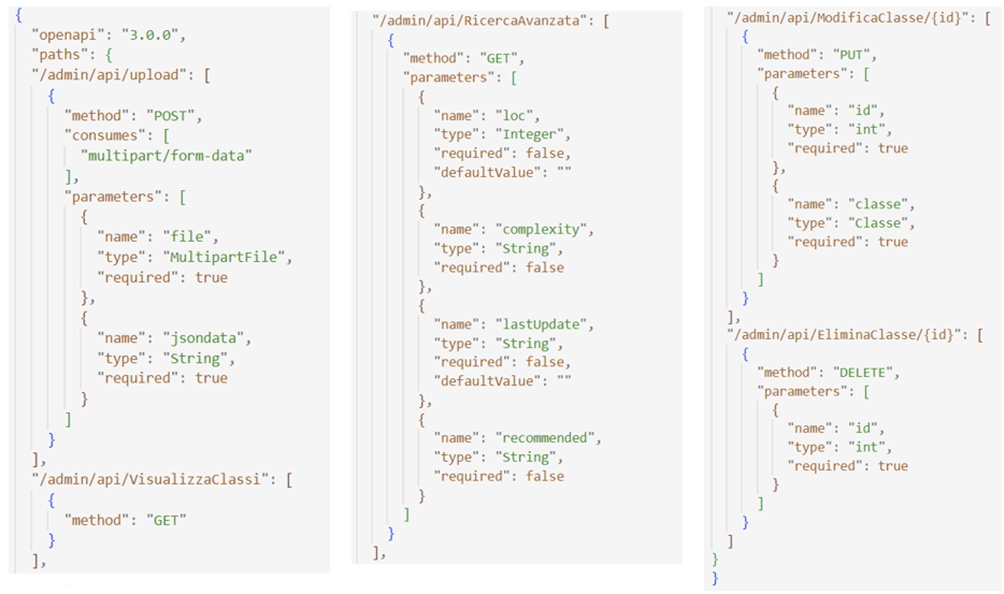 {
"openapi": "3.0.0",
"paths": {
"/admin/api/upload": [
{
"method": "POST",
"consumes": [
"multipart/form-data"
],
"parameters": [
{
"name": "file",
"type": "MultipartFile",
"required": true
},
{
"name": "jsondata",
"type": "String",
"required": true
}
]
}
],
"/admin/api/VisualizzaClassi": [
{
"method": "GET"
}
],
"/admin/api/RicercaAvanzata": [
{
"method": "GET",
"parameters": [
{
"name": "loc",
"type": "Integer",
"required": false,
"defaultValue": ""
},
{
"name": "complexity",
"type": "String",
"required": false
},
{
"name": "lastUpdate",
"type": "String",
"required": false,
"defaultValue": ""
},
{
"name": "recommended",
"type": "String",
"required": false
}
]
}
],
"/admin/api/ModificaClasse/{id}": [
{
"method": "PUT",
"parameters": [
{
"name": "id",
"type": "int",
"required": true
},
{
"name": "classe",
"type": "Classe",
"required": true
}
]
}
],
"/admin/api/EliminaClasse/{id}": [
{
"method": "DELETE",
"parameters": [
{
"name": "id",
"type": "int",
"required": true
}
]
}
]
}
}